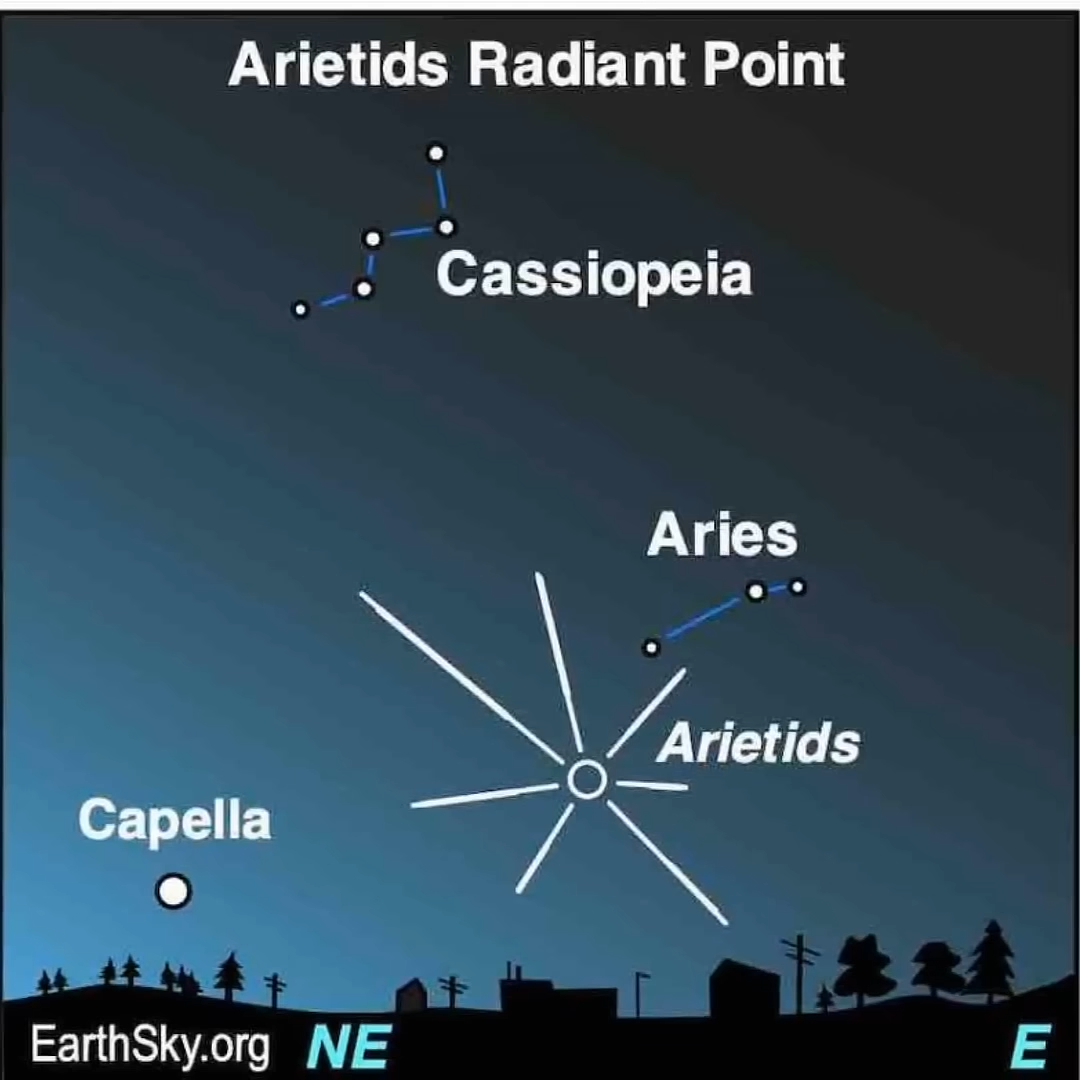 Arietids Radiant Point
Cassiopeia
Aries
Arietids
Capella
EarthSky.org NE E